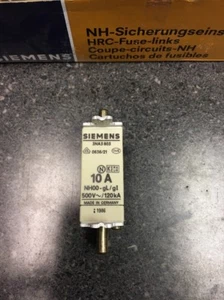 NH-Sicherungseins
HRC-Fuse-links
Coupe-circuits-NH
Cartuchos de fusibles
SIEMENS
SIEMENS
10 A
NH00-gL/gI
500V~/120kA
MADE IN GERMANY